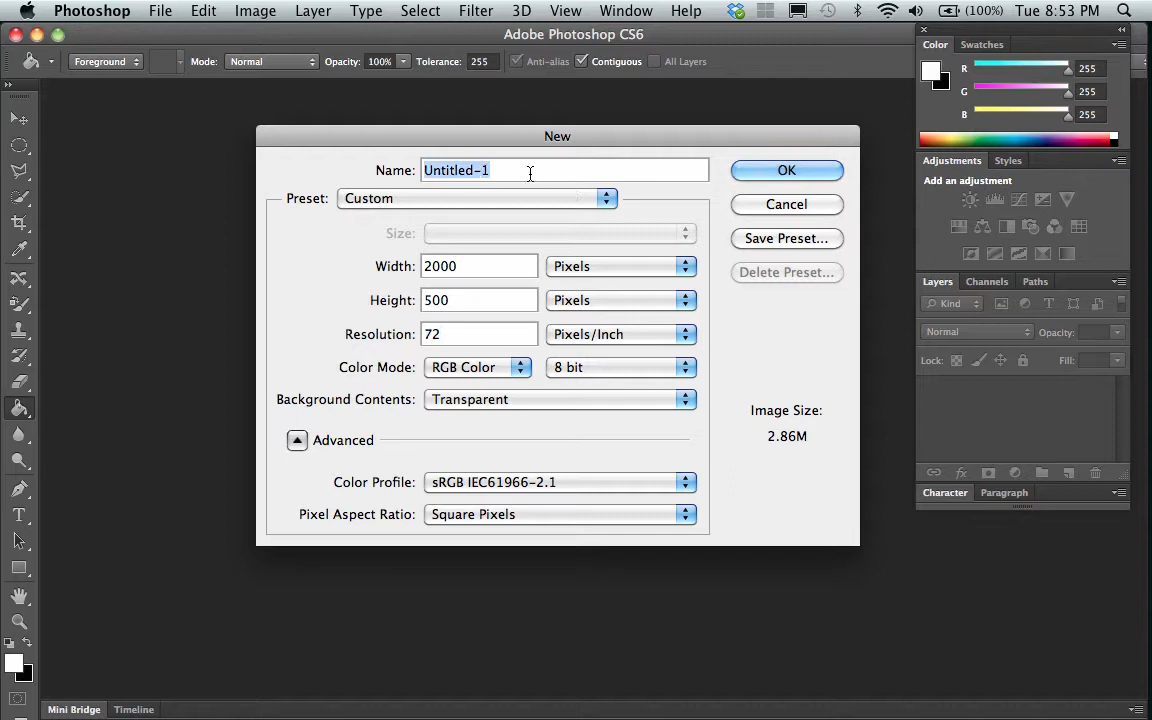 Photoshop File Edit Image Layer Type Select Filter 3D View Window Help (100%) Tue 8:53 PM
Adobe Photoshop CS6
Foreground Mode: Normal Opacity: 100% Tolerance: 255 Anti-alias Contiguous All Layers
Color Swatches
R 255
G 255
B 255
Adjustments Styles
Add an adjustment
Layers Channels Paths
Kind
Normal Opacity:
Lock: Fill:
Character Paragraph
New
Name: Untitled-1 OK
Preset: Custom Cancel
Size: Save Preset...
Width: 2000 Pixels Delete Preset...
Height: 500 Pixels
Resolution: 72 Pixels/Inch
Color Mode: RGB Color 8 bit
Background Contents: Transparent
Image Size:
2.86M
Advanced
Color Profile: sRGB IEC61966-2.1
Pixel Aspect Ratio: Square Pixels
Mini Bridge Timeline